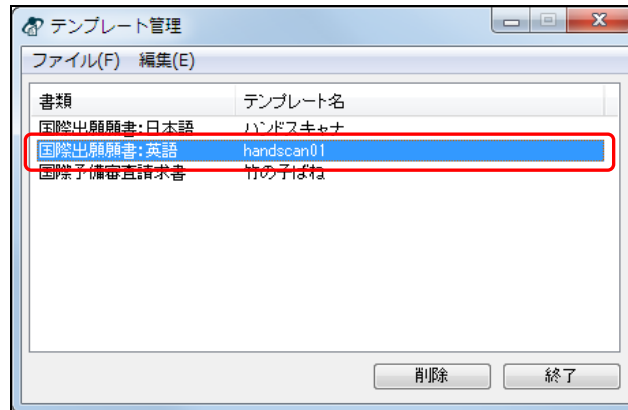 テンプレート管理
ファイル(F) 編集(E)
書類 テンプレート名
国際出願願書:日本語 ハンドスキャナ
国際出願願書:英語 handscan01
国際予備審査請求書 竹の子ばね
削除 終了